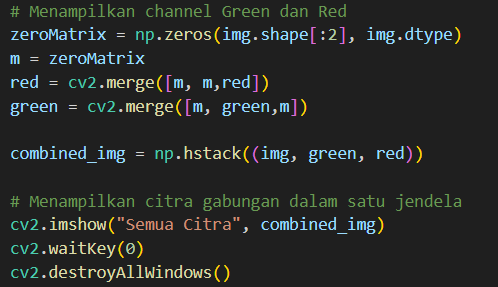 # Menampilkan channel Green dan Red
zeroMatrix = np.zeros(img.shape[:2], img.dtype)
m = zeroMatrix
red = cv2.merge([m, m,red])
green = cv2.merge([m, green,m])
combined_img = np.hstack((img, green, red))
# Menampilkan citra gabungan dalam satu jendela
cv2.imshow("Semua Citra", combined_img)
cv2.waitKey(0)
cv2.destroyAllWindows()